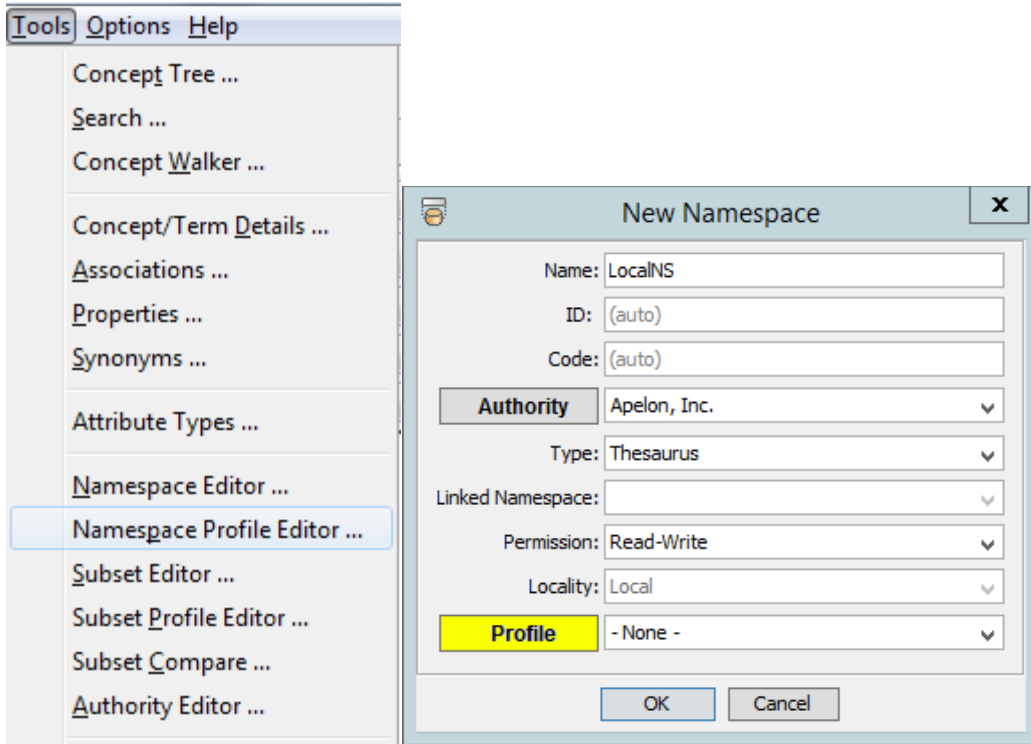 Tools Options Help
Concept Tree ...
Search ...
Concept Walker ...
Concept/Term Details ...
Associations ...
Properties ...
Synonyms ...
Attribute Types ...
Namespace Editor ...
Namespace Profile Editor ...
Subset Editor ...
Subset Profile Editor ...
Subset Compare ...
Authority Editor ...
New Namespace x
Name: LocalNS
ID: (auto)
Code: (auto)
Authority Apelon, Inc.
Type: Thesaurus
Linked Namespace:
Permission: Read-Write
Locality: Local
Profile - None -
OK Cancel